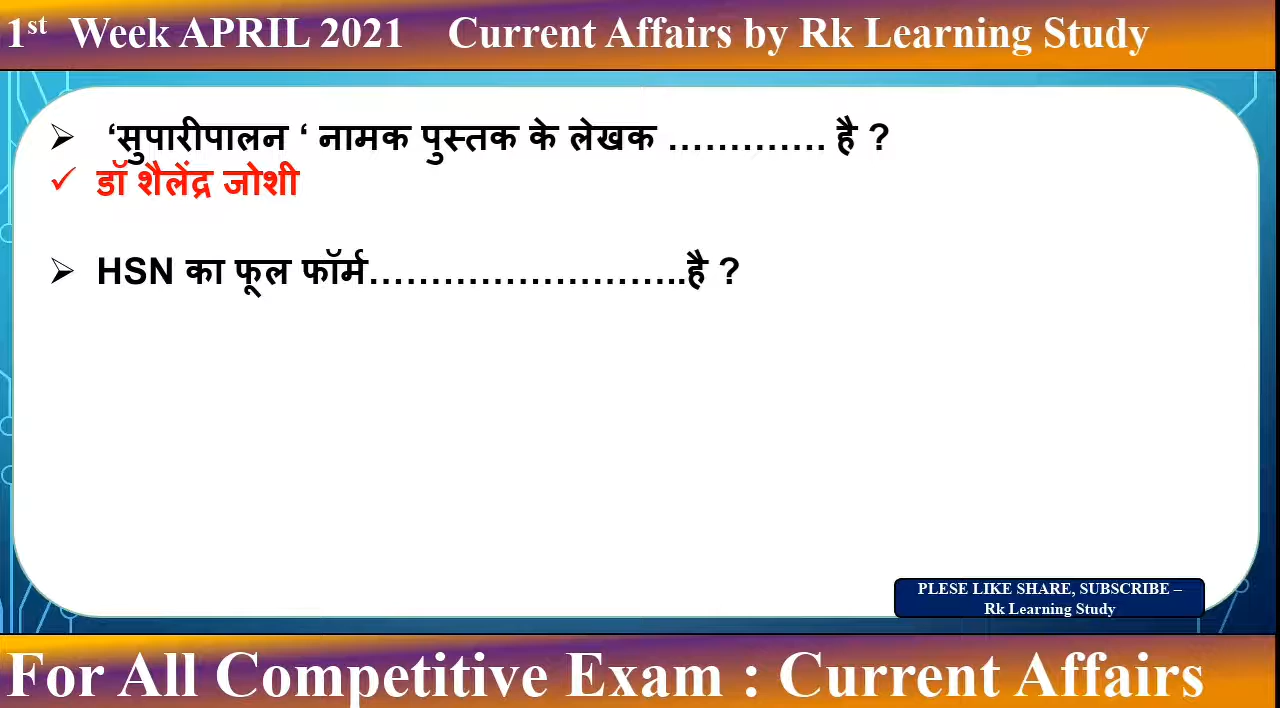 1st Week APRIL 2021 Current Affairs by Rk Learning Study
➢ ‘सुपारीपालन ‘ नामक पुस्तक के लेखक …………. है ?
✓ डॉ शैलेंद्र जोशी
➢ HSN का फूल फॉर्म……………………..है ?
PLESE LIKE SHARE, SUBSCRIBE –
Rk Learning Study
For All Competitive Exam : Current Affairs